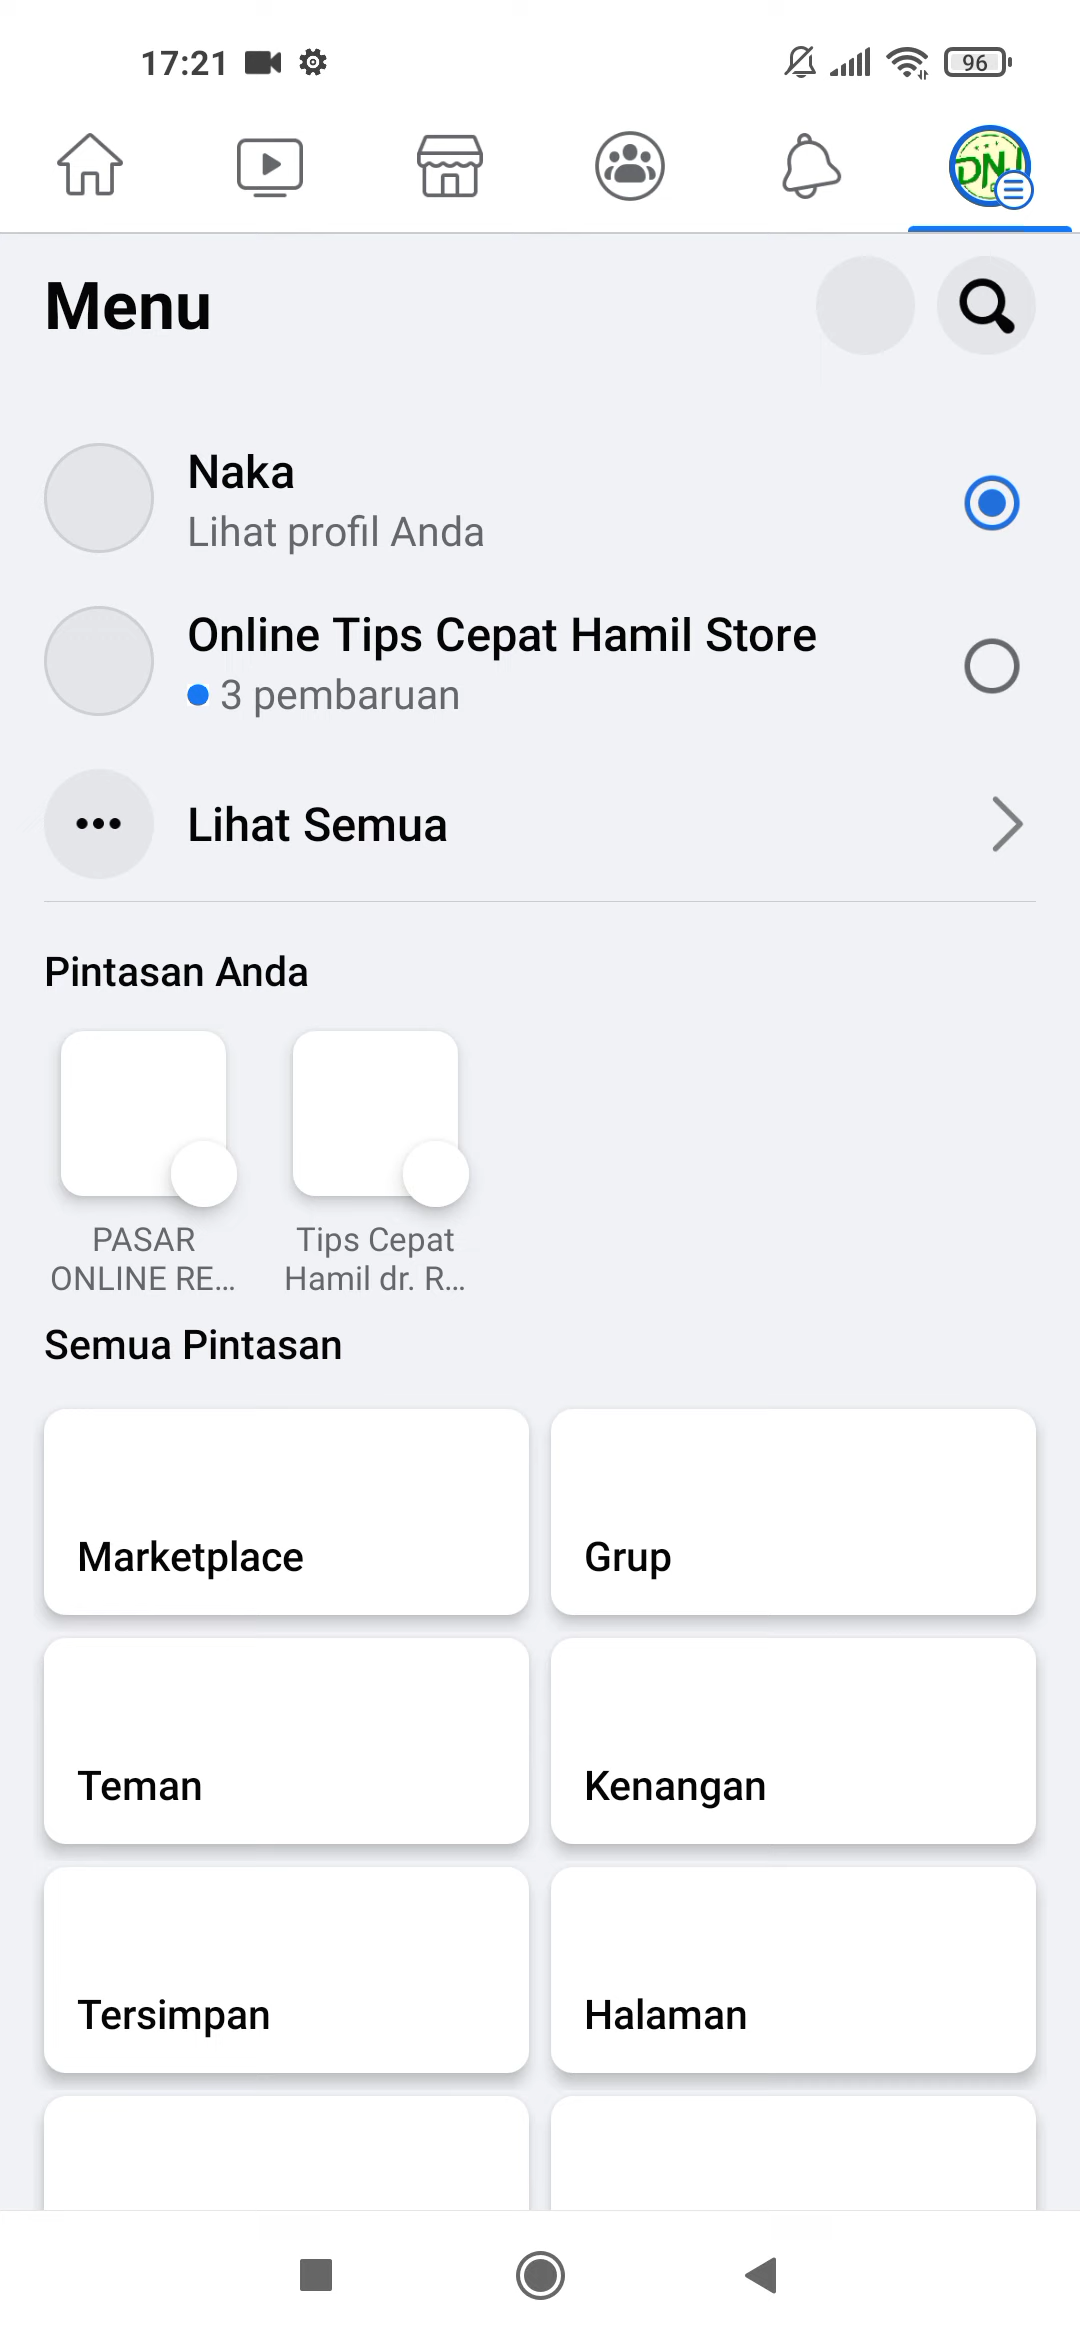 17:21
96
DNJ
Menu
Naka
Lihat profil Anda
Online Tips Cepat Hamil Store
3 pembaruan
Lihat Semua
Pintasan Anda
PASAR
ONLINE RE...
Tips Cepat
Hamil dr. R...
Semua Pintasan
Marketplace
Grup
Teman
Kenangan
Tersimpan
Halaman